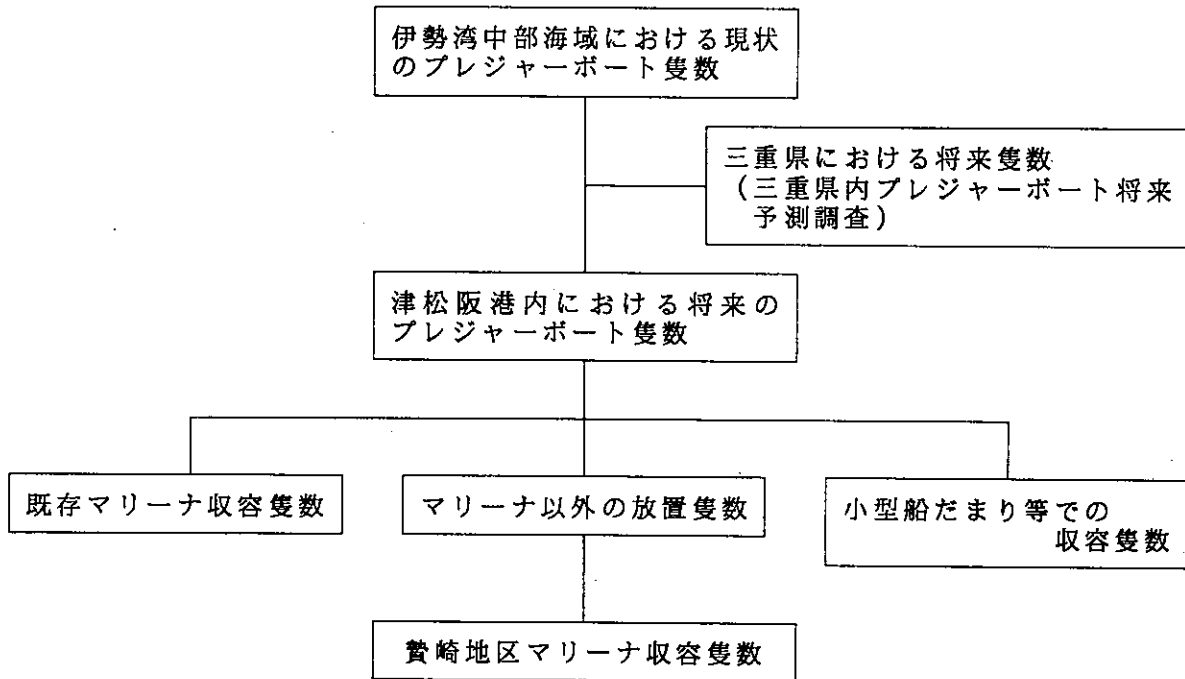 伊勢湾中部海域における現状
のプレジャーボート隻数
三重県における将来隻数
（三重県内プレジャーボート将来
予測調査）
津松阪港内における将来の
プレジャーボート隻数
既存マリーナ収容隻数
マリーナ以外の放置隻数
小型船だまり等での
収容隻数
贄崎地区マリーナ収容隻数